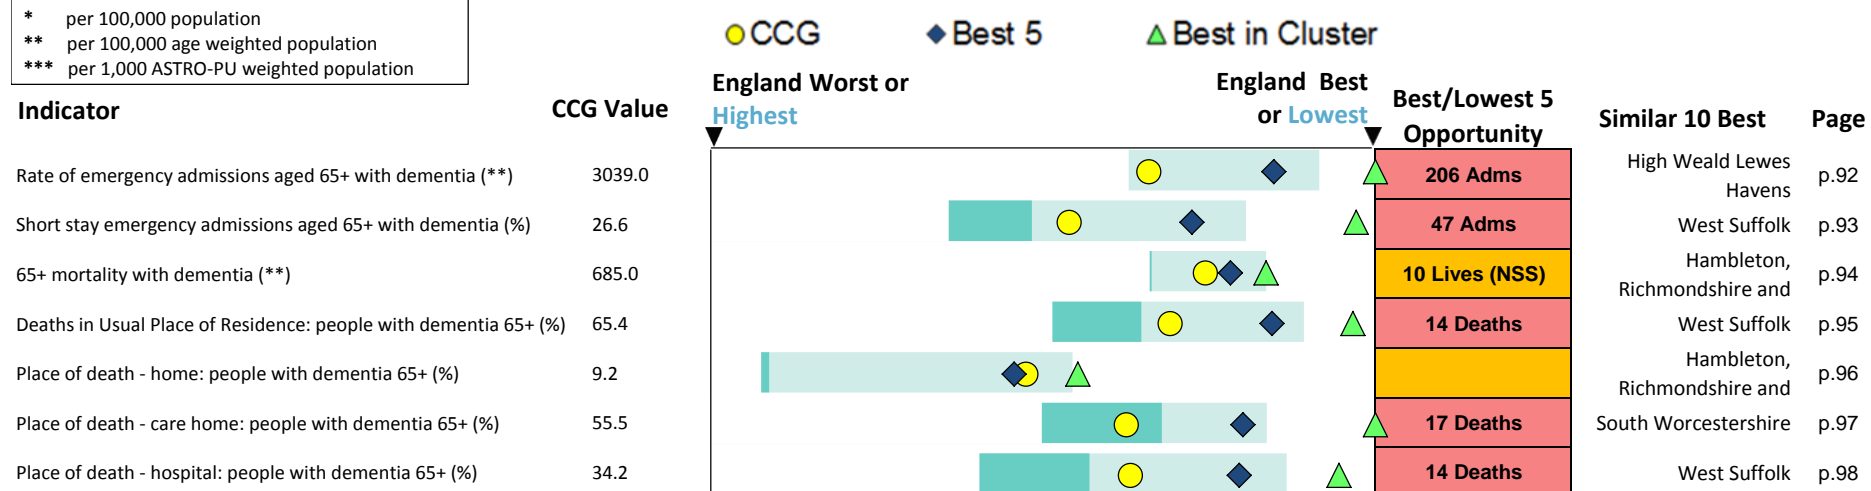 * per 100,000 population
** per 100,000 age weighted population
*** per 1,000 ASTRO-PU weighted population
CCG Best 5 Best in Cluster
Indicator CCG Value England Worst or Highest England Best or Lowest Best/Lowest 5 Opportunity Similar 10 Best Page
Rate of emergency admissions aged 65+ with dementia (**) 3039.0 206 Adms High Weald Lewes Havens p.92
Short stay emergency admissions aged 65+ with dementia (%) 26.6 47 Adms West Suffolk p.93
65+ mortality with dementia (**) 685.0 10 Lives (NSS) Hambleton, Richmondshire and p.94
Deaths in Usual Place of Residence: people with dementia 65+ (%) 65.4 14 Deaths West Suffolk p.95
Place of death - home: people with dementia 65+ (%) 9.2 Hambleton, Richmondshire and p.96
Place of death - care home: people with dementia 65+ (%) 55.5 17 Deaths South Worcestershire p.97
Place of death - hospital: people with dementia 65+ (%) 34.2 14 Deaths West Suffolk p.98